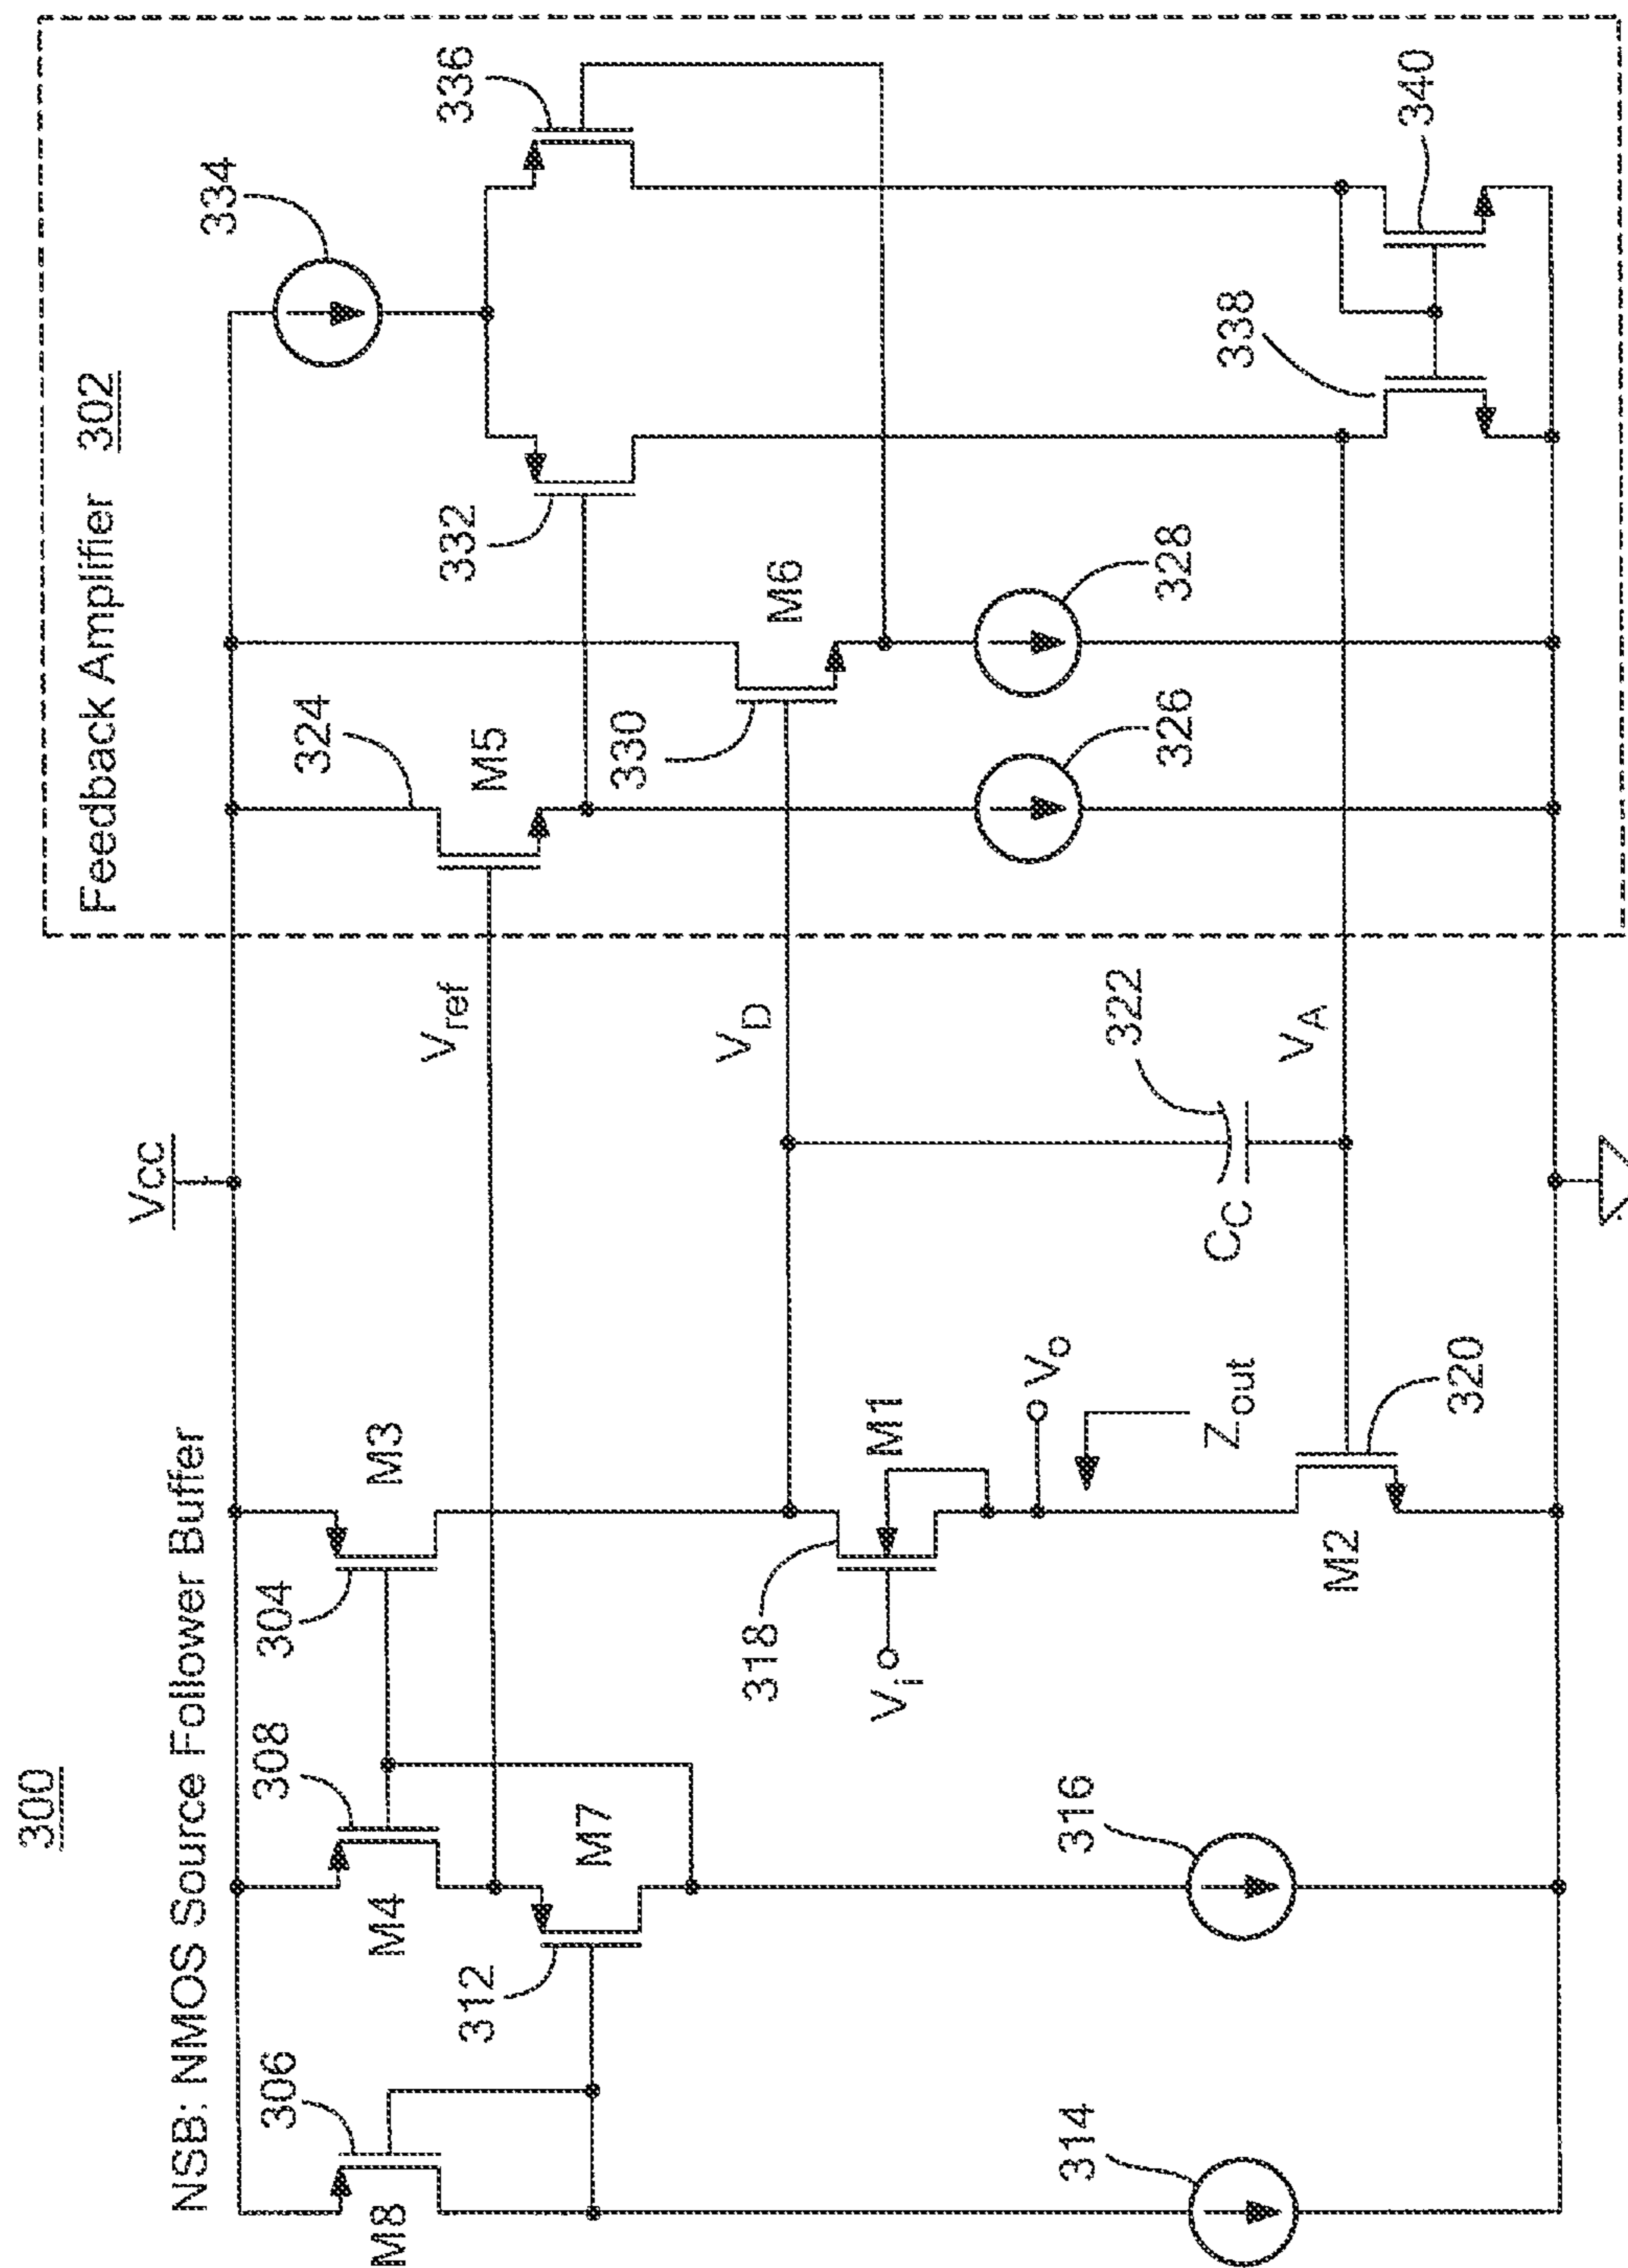 300
NSB: NMOS Source Follower Buffer
Vcc
Feedback Amplifier 302
306
M8
308
M4
304
M3
312
M7
Vref
324
M5
332
334
336
318
Vi
M1
VD
330
M6
Vo
Zout
314
316
M2
320
CC
322
VA
326
328
338
340